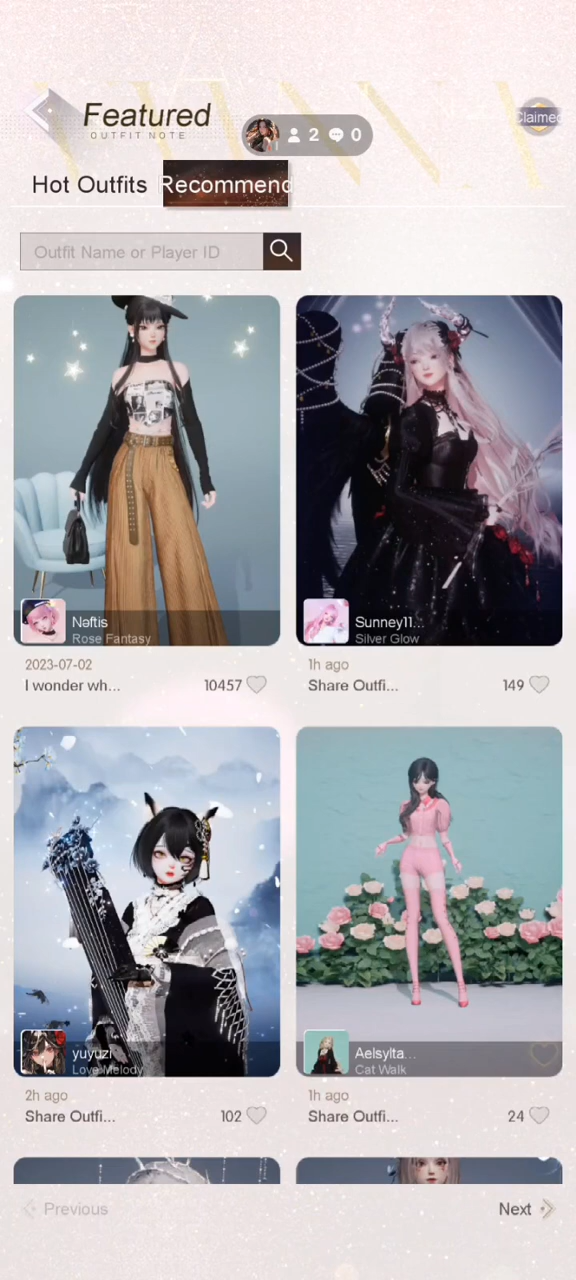 Featured
OUTFIT NOTE
2 0
Claimed
Hot Outfits Recommend
Outfit Name or Player ID
Nəftis
Rose Fantasy
2023-07-02
I wonder wh...
10457
Sunney11...
Silver Glow
1h ago
Share Outfi...
149
yuyuzi
Love Melody
2h ago
Share Outfi...
102
Aelsylta...
Cat Walk
1h ago
Share Outfi...
24
Previous
Next